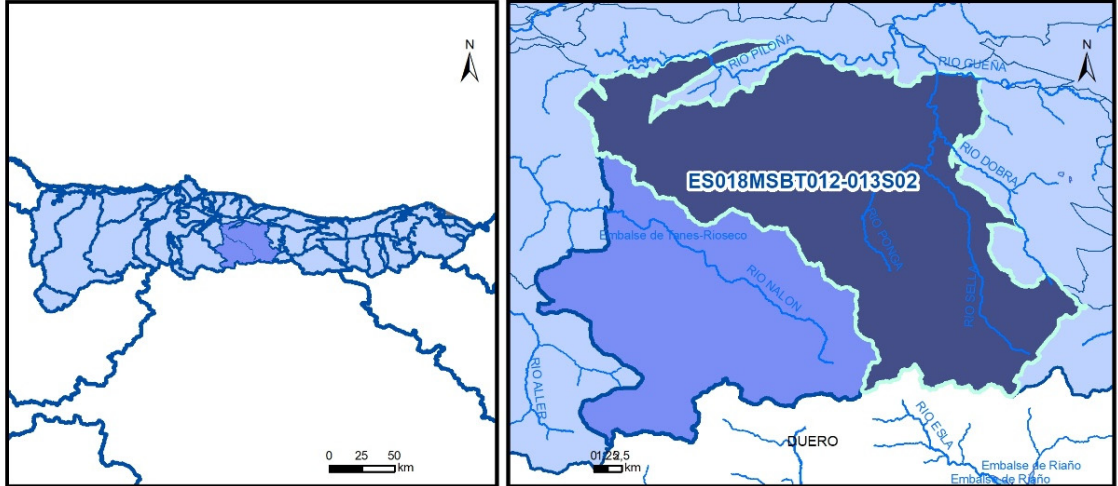 N
0 25 50
km
N
RIO PILOÑA
RIO GUEÑA
RIO DOBRA
ES018MSBT012-013S02
RIO PONGA
Embalse de Tanes-Rioseco
RIO NALON
RIO SELLA
RIO ALLER
RIO ESLA
DUERO
Embalse de Riaño
Embalse de Riaño
km